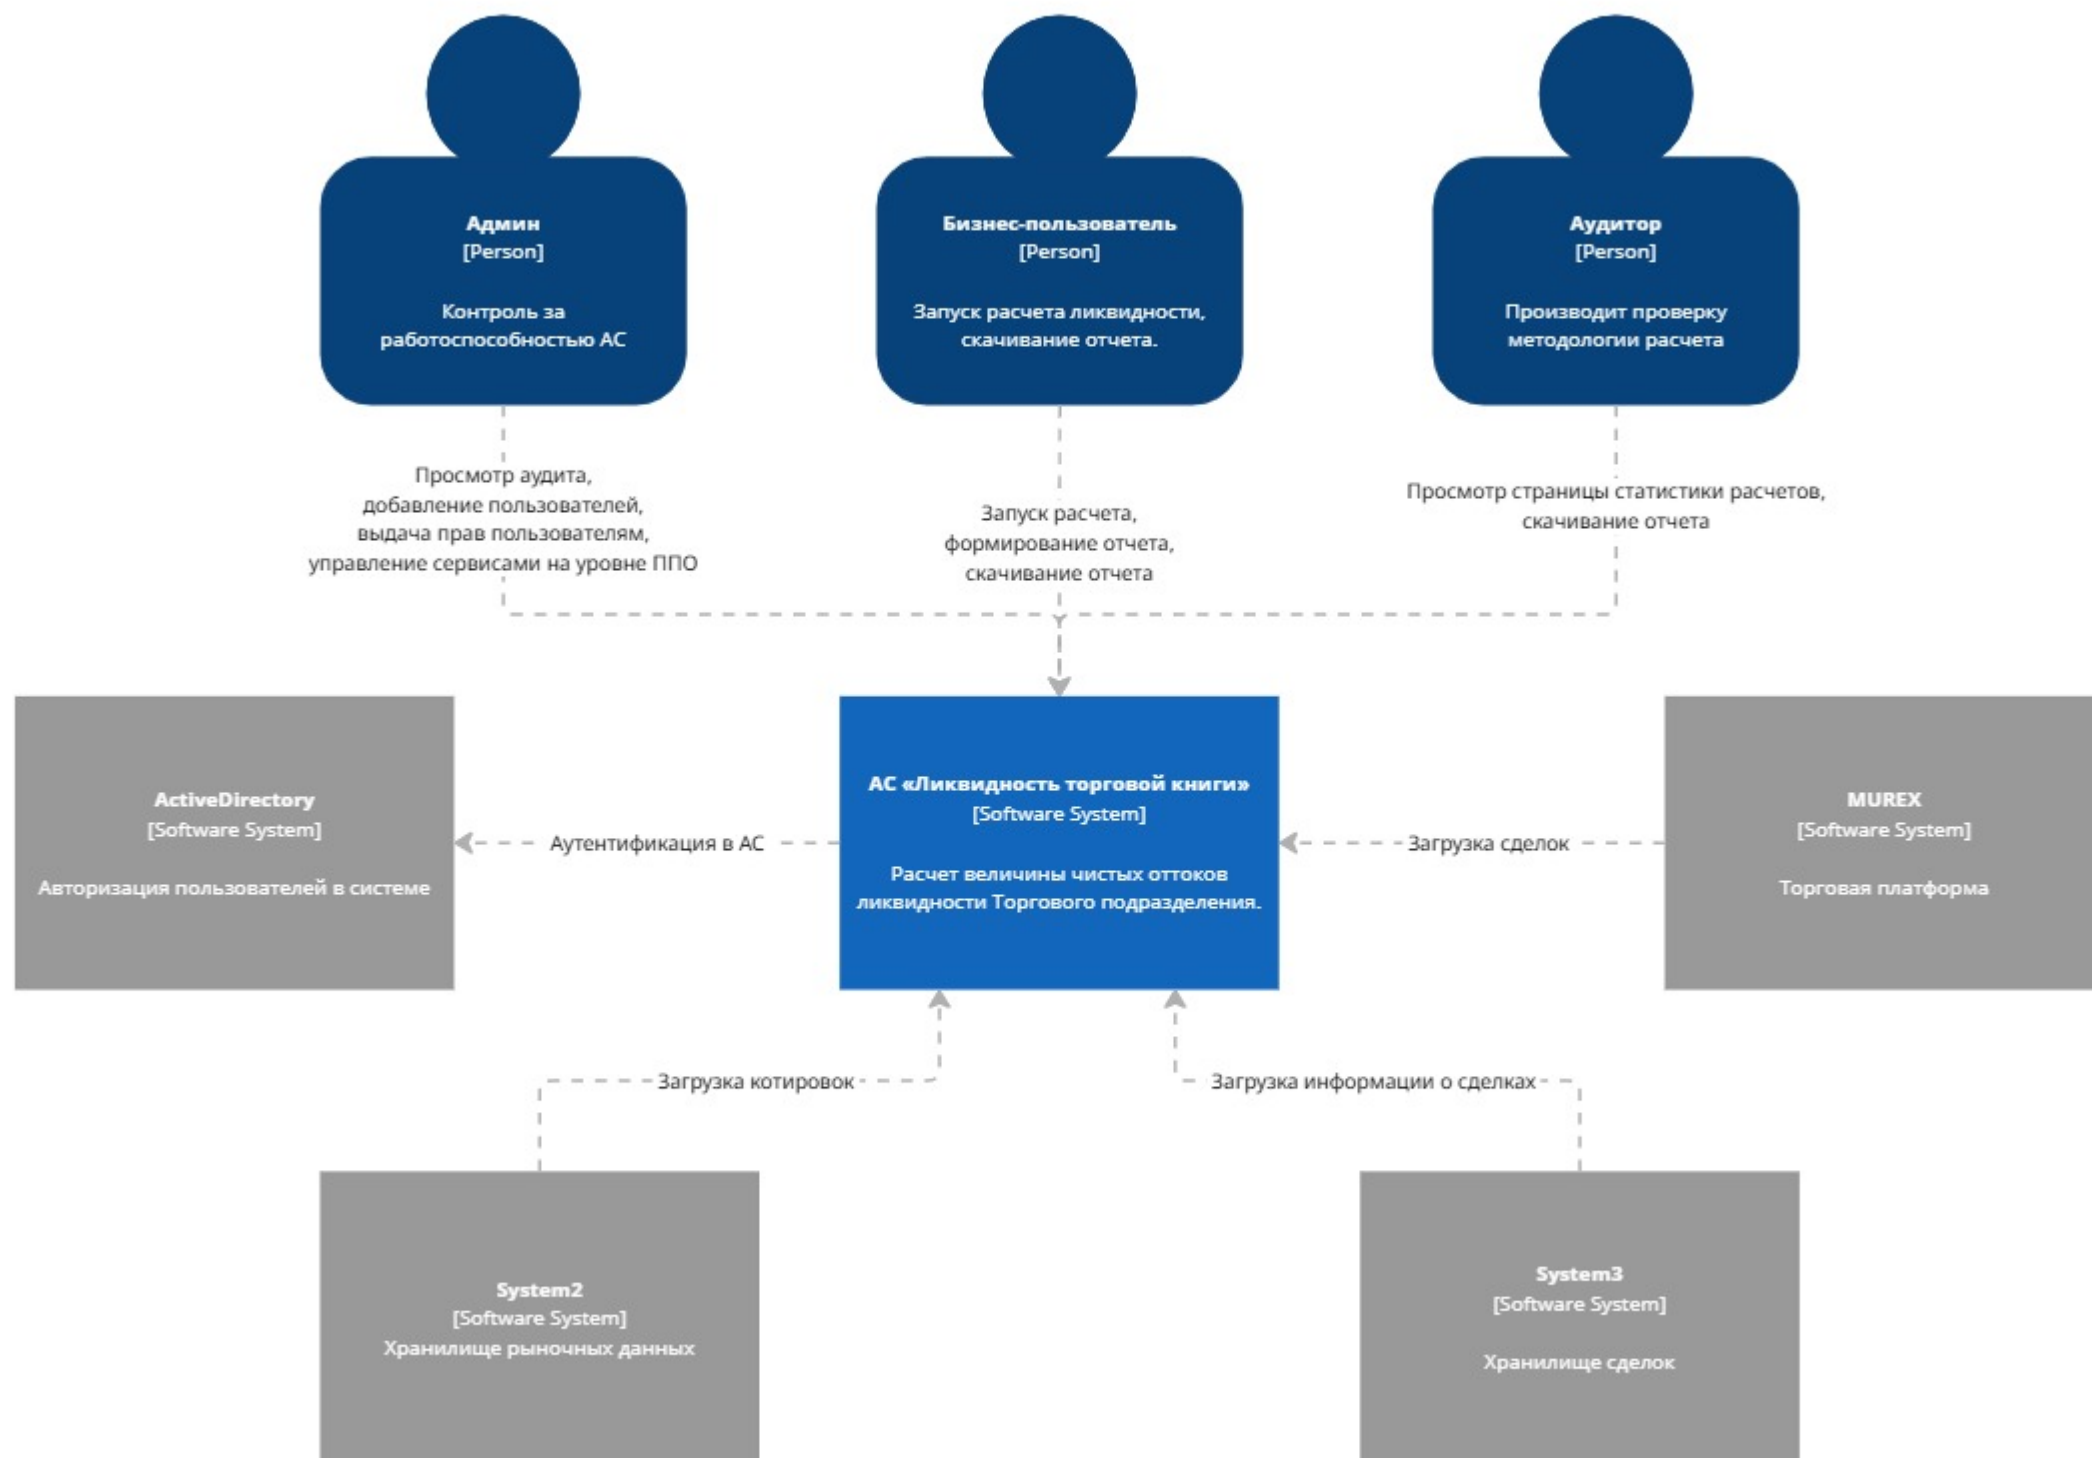 Админ
[Person]
Контроль за
работоспособностью АС
Бизнес-пользователь
[Person]
Запуск расчета ликвидности,
скачивание отчета.
Аудитор
[Person]
Производит проверку
методологии расчета
Просмотр аудита,
добавление пользователей,
выдача прав пользователям,
управление сервисами на уровне ППО
Запуск расчета,
формирование отчета,
скачивание отчета
Просмотр страницы статистики расчетов,
скачивание отчета
ActiveDirectory
[Software System]
Авторизация пользователей в системе
Аутентификация в АС
АС «Ликвидность торговой книги»
[Software System]
Расчет величины чистых оттоков
ликвидности Торгового подразделения.
Загрузка сделок
MUREX
[Software System]
Торговая платформа
Загрузка котировок
Загрузка информации о сделках
System2
[Software System]
Хранилище рыночных данных
System3
[Software System]
Хранилище сделок